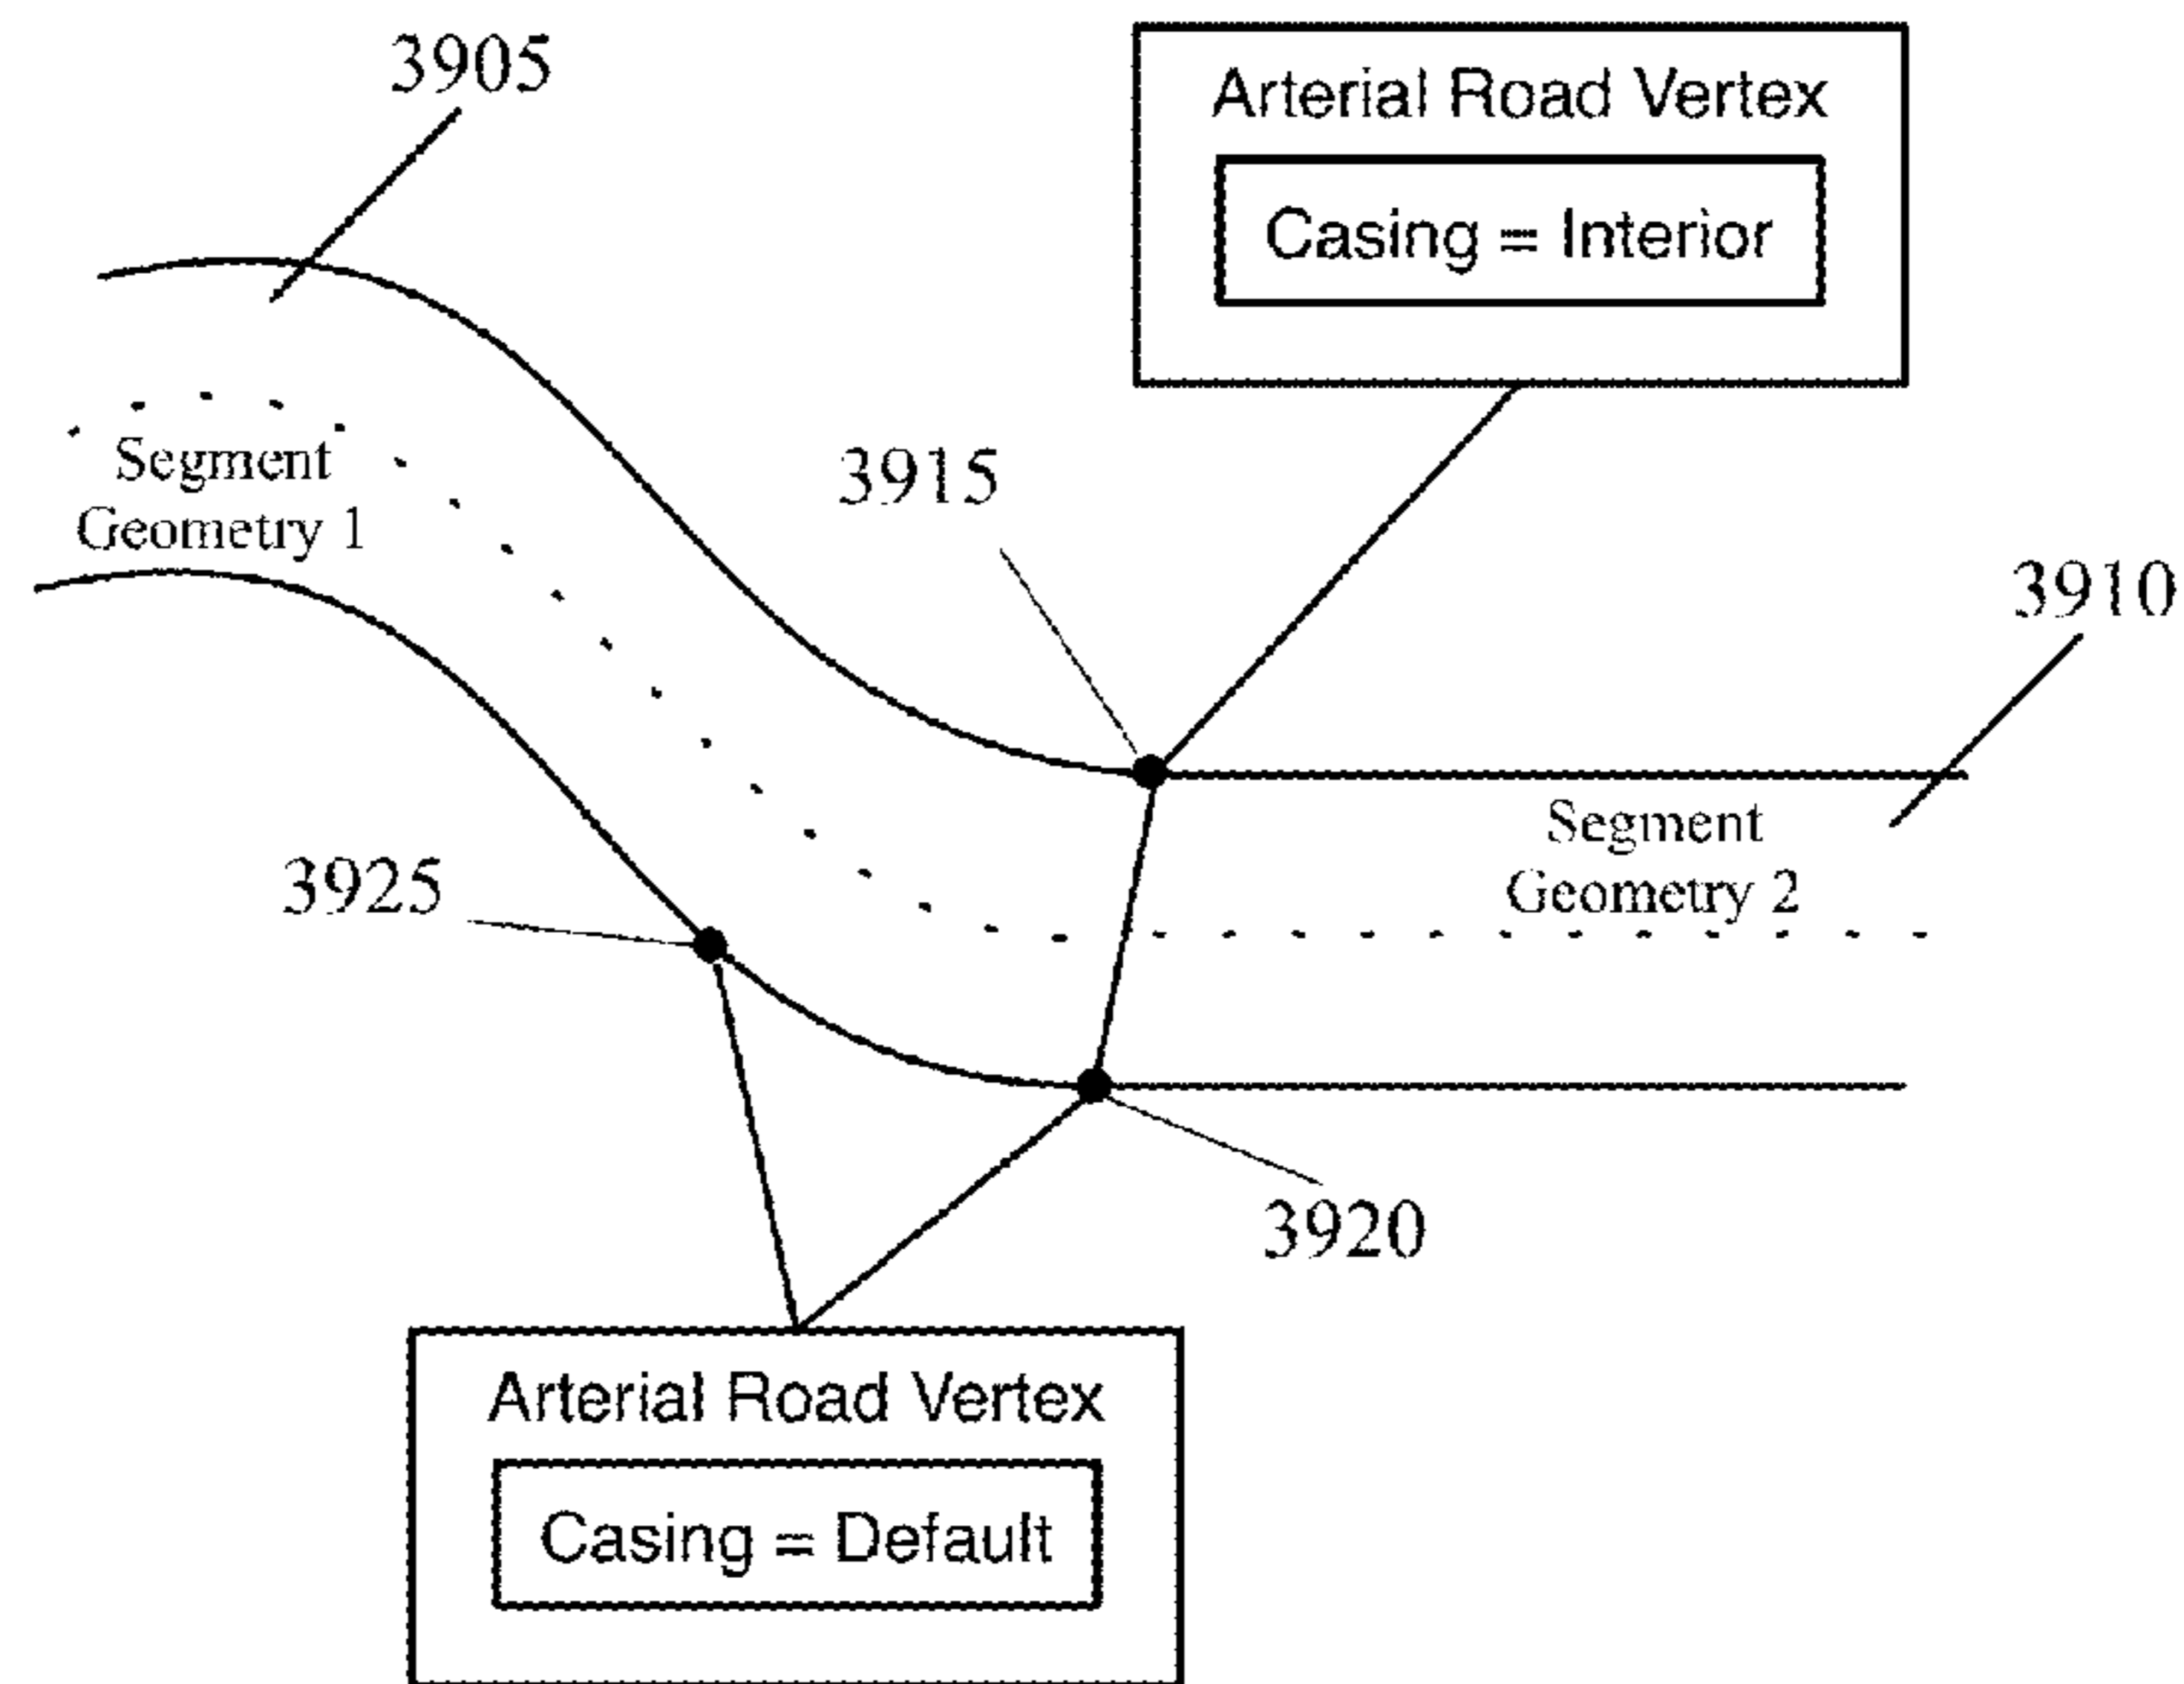 3905
Arterial Road Vertex
Casing = Interior
Segment
Geometry 1
3915
3910
Segment
Geometry 2
3925
3920
Arterial Road Vertex
Casing = Default